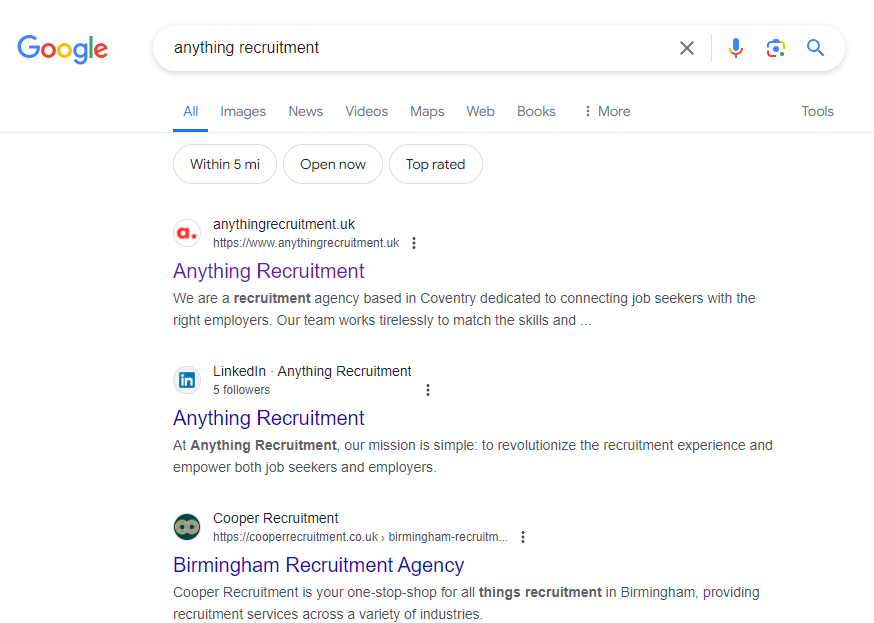 Google
anything recruitment
All Images News Videos Maps Web Books More Tools
Within 5 mi Open now Top rated
a.
anythingrecruitment.uk
https://www.anythingrecruitment.uk
Anything Recruitment
We are a recruitment agency based in Coventry dedicated to connecting job seekers with the
right employers. Our team works tirelessly to match the skills and ...
in
LinkedIn · Anything Recruitment
5 followers
Anything Recruitment
At Anything Recruitment, our mission is simple: to revolutionize the recruitment experience and
empower both job seekers and employers.
Cooper Recruitment
https://cooperrecruitment.co.uk › birmingham-recruitm...
Birmingham Recruitment Agency
Cooper Recruitment is your one-stop-shop for all things recruitment in Birmingham, providing
recruitment services across a variety of industries.